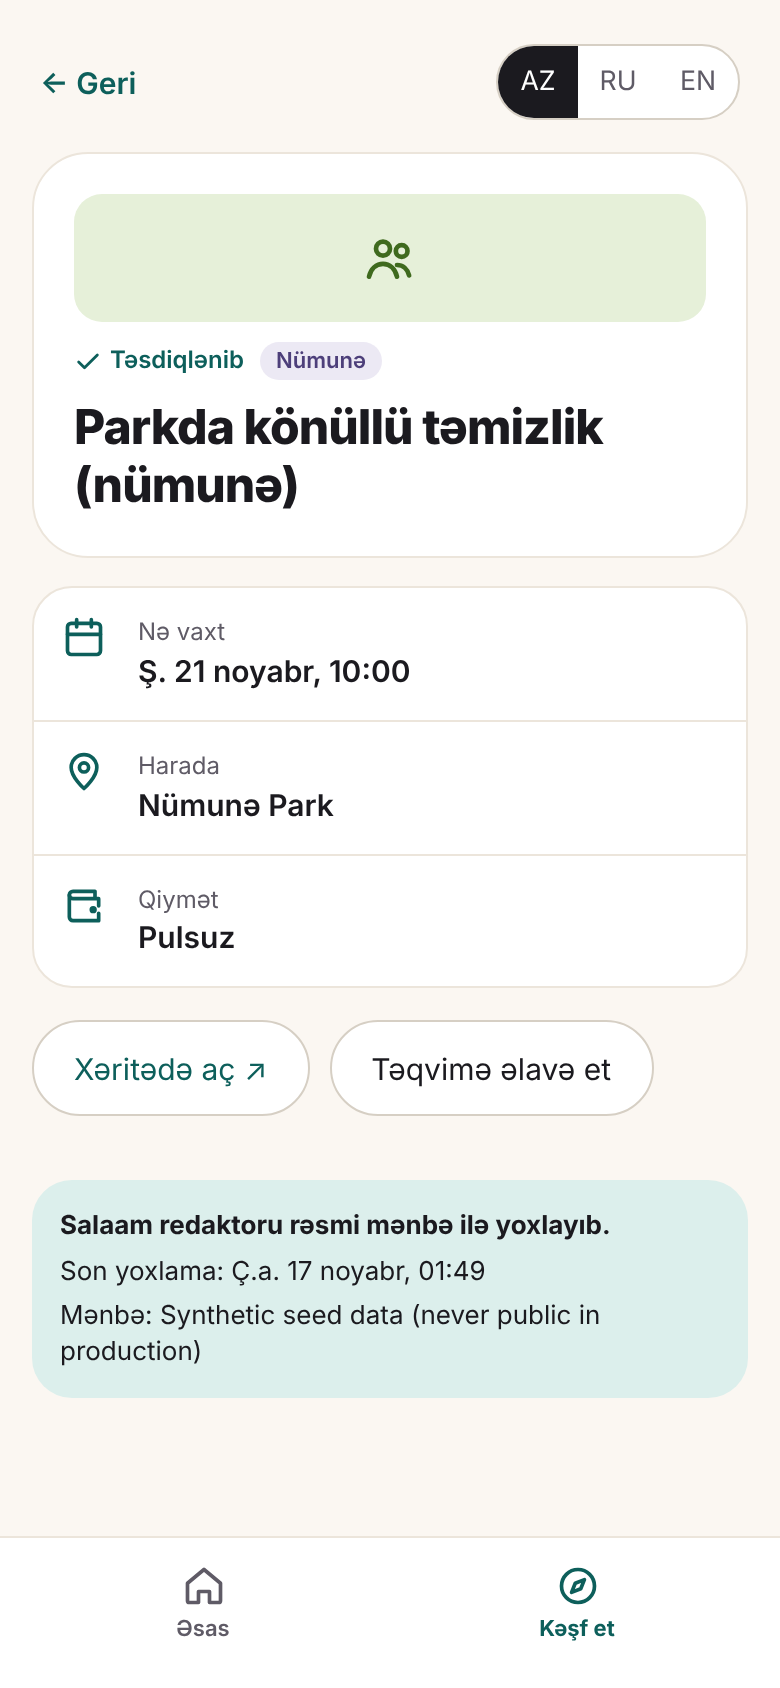 ← Geri
AZ RU EN
Təsdiqlənib Nümunə
Parkda könüllü təmizlik
(nümunə)
Nə vaxt
Ş. 21 noyabr, 10:00
Harada
Nümunə Park
Qiymət
Pulsuz
Xəritədə aç ↗ Təqvimə əlavə et
Salaam redaktoru rəsmi mənbə ilə yoxlayıb.
Son yoxlama: Ç.a. 17 noyabr, 01:49
Mənbə: Synthetic seed data (never public in
production)
Əsas Kəşf et